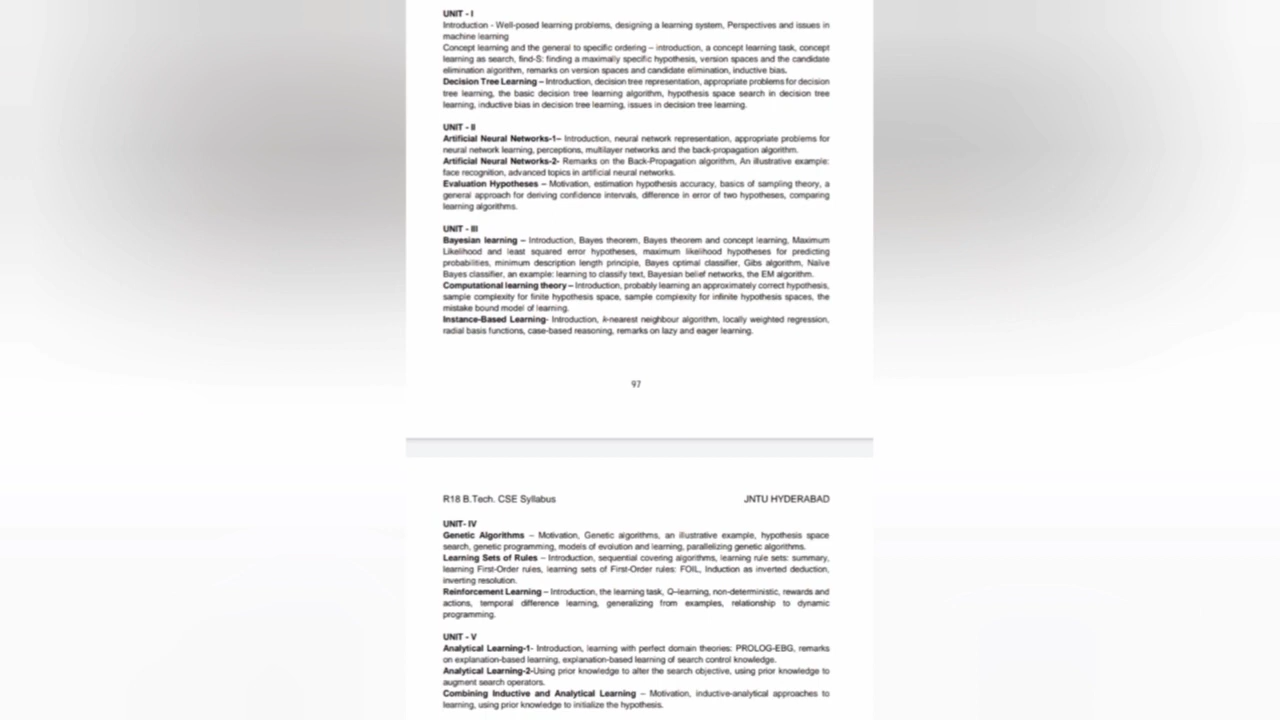 UNIT - I
Introduction - Well-posed learning problems, designing a learning system, Perspectives and issues in
machine learning
Concept learning and the general to specific ordering – introduction, a concept learning task, concept
learning as search, find-S: finding a maximally specific hypothesis, version spaces and the candidate
elimination algorithm, remarks on version spaces and candidate elimination, inductive bias.
Decision Tree Learning – Introduction, decision tree representation, appropriate problems for decision
tree learning, the basic decision tree learning algorithm, hypothesis space search in decision tree
learning, inductive bias in decision tree learning, issues in decision tree learning.
UNIT - II
Artificial Neural Networks-1– Introduction, neural network representation, appropriate problems for
neural network learning, perceptions, multilayer networks and the back-propagation algorithm.
Artificial Neural Networks-2- Remarks on the Back-Propagation algorithm, An illustrative example:
face recognition, advanced topics in artificial neural networks.
Evaluation Hypotheses – Motivation, estimation hypothesis accuracy, basics of sampling theory, a
general approach for deriving confidence intervals, difference in error of two hypotheses, comparing
learning algorithms.
UNIT - III
Bayesian learning – Introduction, Bayes theorem, Bayes theorem and concept learning, Maximum
Likelihood and least squared error hypotheses, maximum likelihood hypotheses for predicting
probabilities, minimum description length principle, Bayes optimal classifier, Gibs algorithm, Naïve
Bayes classifier, an example: learning to classify text, Bayesian belief networks, the EM algorithm.
Computational learning theory – Introduction, probably learning an approximately correct hypothesis,
sample complexity for finite hypothesis space, sample complexity for infinite hypothesis spaces, the
mistake bound model of learning.
Instance-Based Learning- Introduction, k-nearest neighbour algorithm, locally weighted regression,
radial basis functions, case-based reasoning, remarks on lazy and eager learning.
97
R18 B.Tech. CSE Syllabus JNTU HYDERABAD
UNIT- IV
Genetic Algorithms – Motivation, Genetic algorithms, an illustrative example, hypothesis space
search, genetic programming, models of evolution and learning, parallelizing genetic algorithms.
Learning Sets of Rules – Introduction, sequential covering algorithms, learning rule sets: summary,
learning First-Order rules, learning sets of First-Order rules: FOIL, Induction as inverted deduction,
inverting resolution.
Reinforcement Learning – Introduction, the learning task, Q–learning, non-deterministic, rewards and
actions, temporal difference learning, generalizing from examples, relationship to dynamic
programming.
UNIT - V
Analytical Learning-1- Introduction, learning with perfect domain theories: PROLOG-EBG, remarks
on explanation-based learning, explanation-based learning of search control knowledge.
Analytical Learning-2-Using prior knowledge to alter the search objective, using prior knowledge to
augment search operators.
Combining Inductive and Analytical Learning – Motivation, inductive-analytical approaches to
learning, using prior knowledge to initialize the hypothesis.